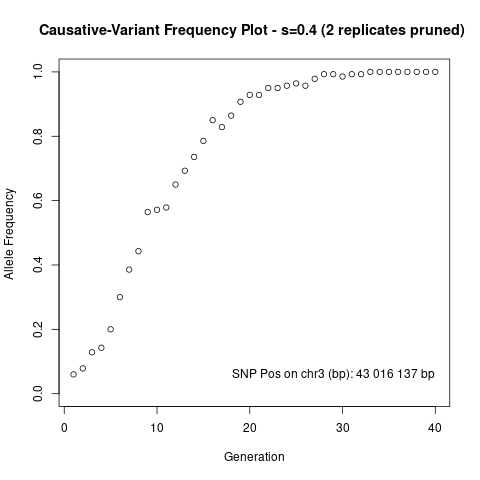 Causative-Variant Frequency Plot - s=0.4 (2 replicates pruned)
1.0
0.8
0.6
0.4
0.2
0.0
Allele Frequency
SNP Pos on chr3 (bp): 43 016 137 bp
0 10 20 30 40
Generation